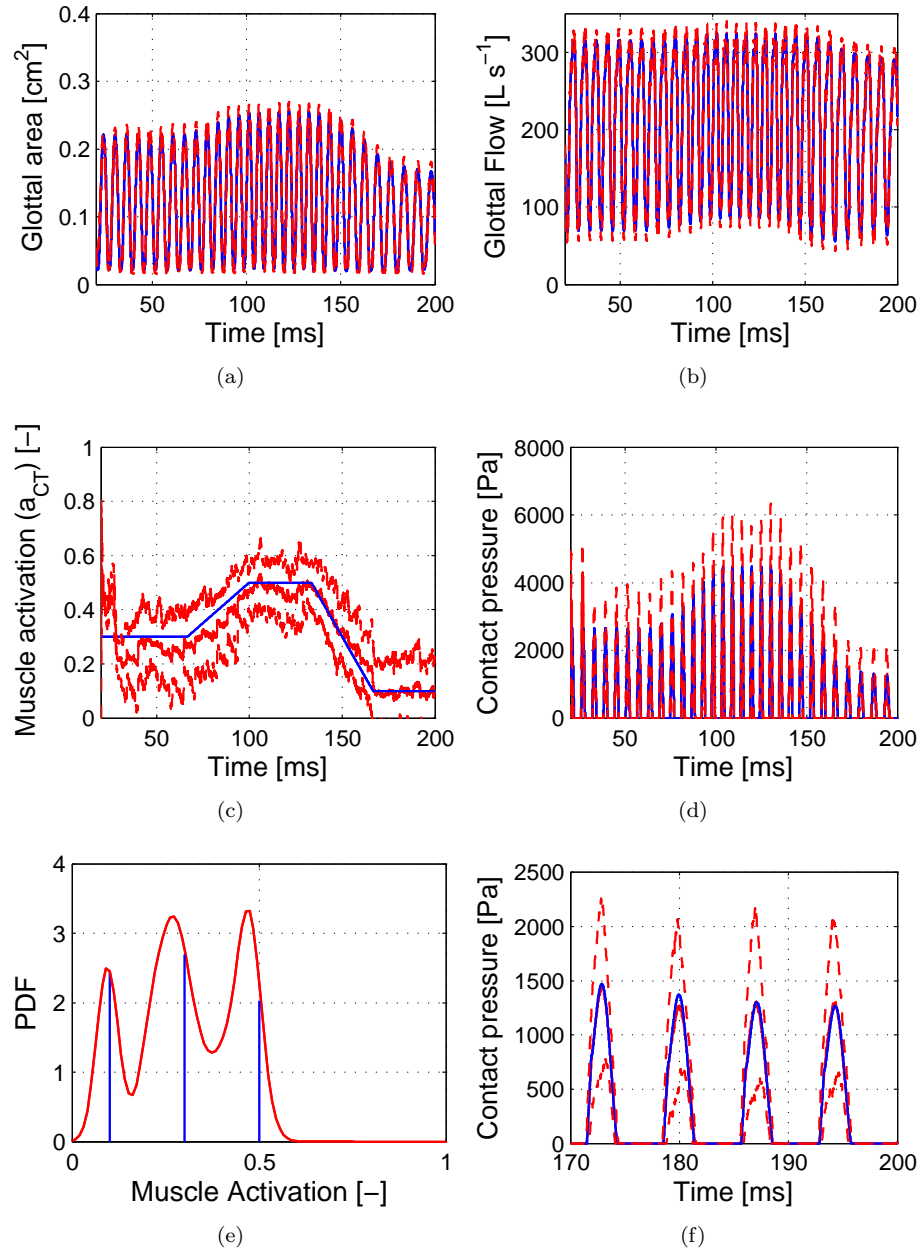 0.4
0.3
0.2
0.1
0
Glottal area [cm²]
50 100 150 200
Time [ms]
(a)
300
200
100
0
Glottal Flow [L s⁻¹]
50 100 150 200
Time [ms]
(b)
1
0.8
0.6
0.4
0.2
0
Muscle activation (a_CT) [−]
50 100 150 200
Time [ms]
(c)
8000
6000
4000
2000
0
Contact pressure [Pa]
50 100 150 200
Time [ms]
(d)
4
3
2
1
0
PDF
0 0.5 1
Muscle Activation [−]
(e)
2500
2000
1500
1000
500
0
Contact pressure [Pa]
170 180 190 200
Time [ms]
(f)